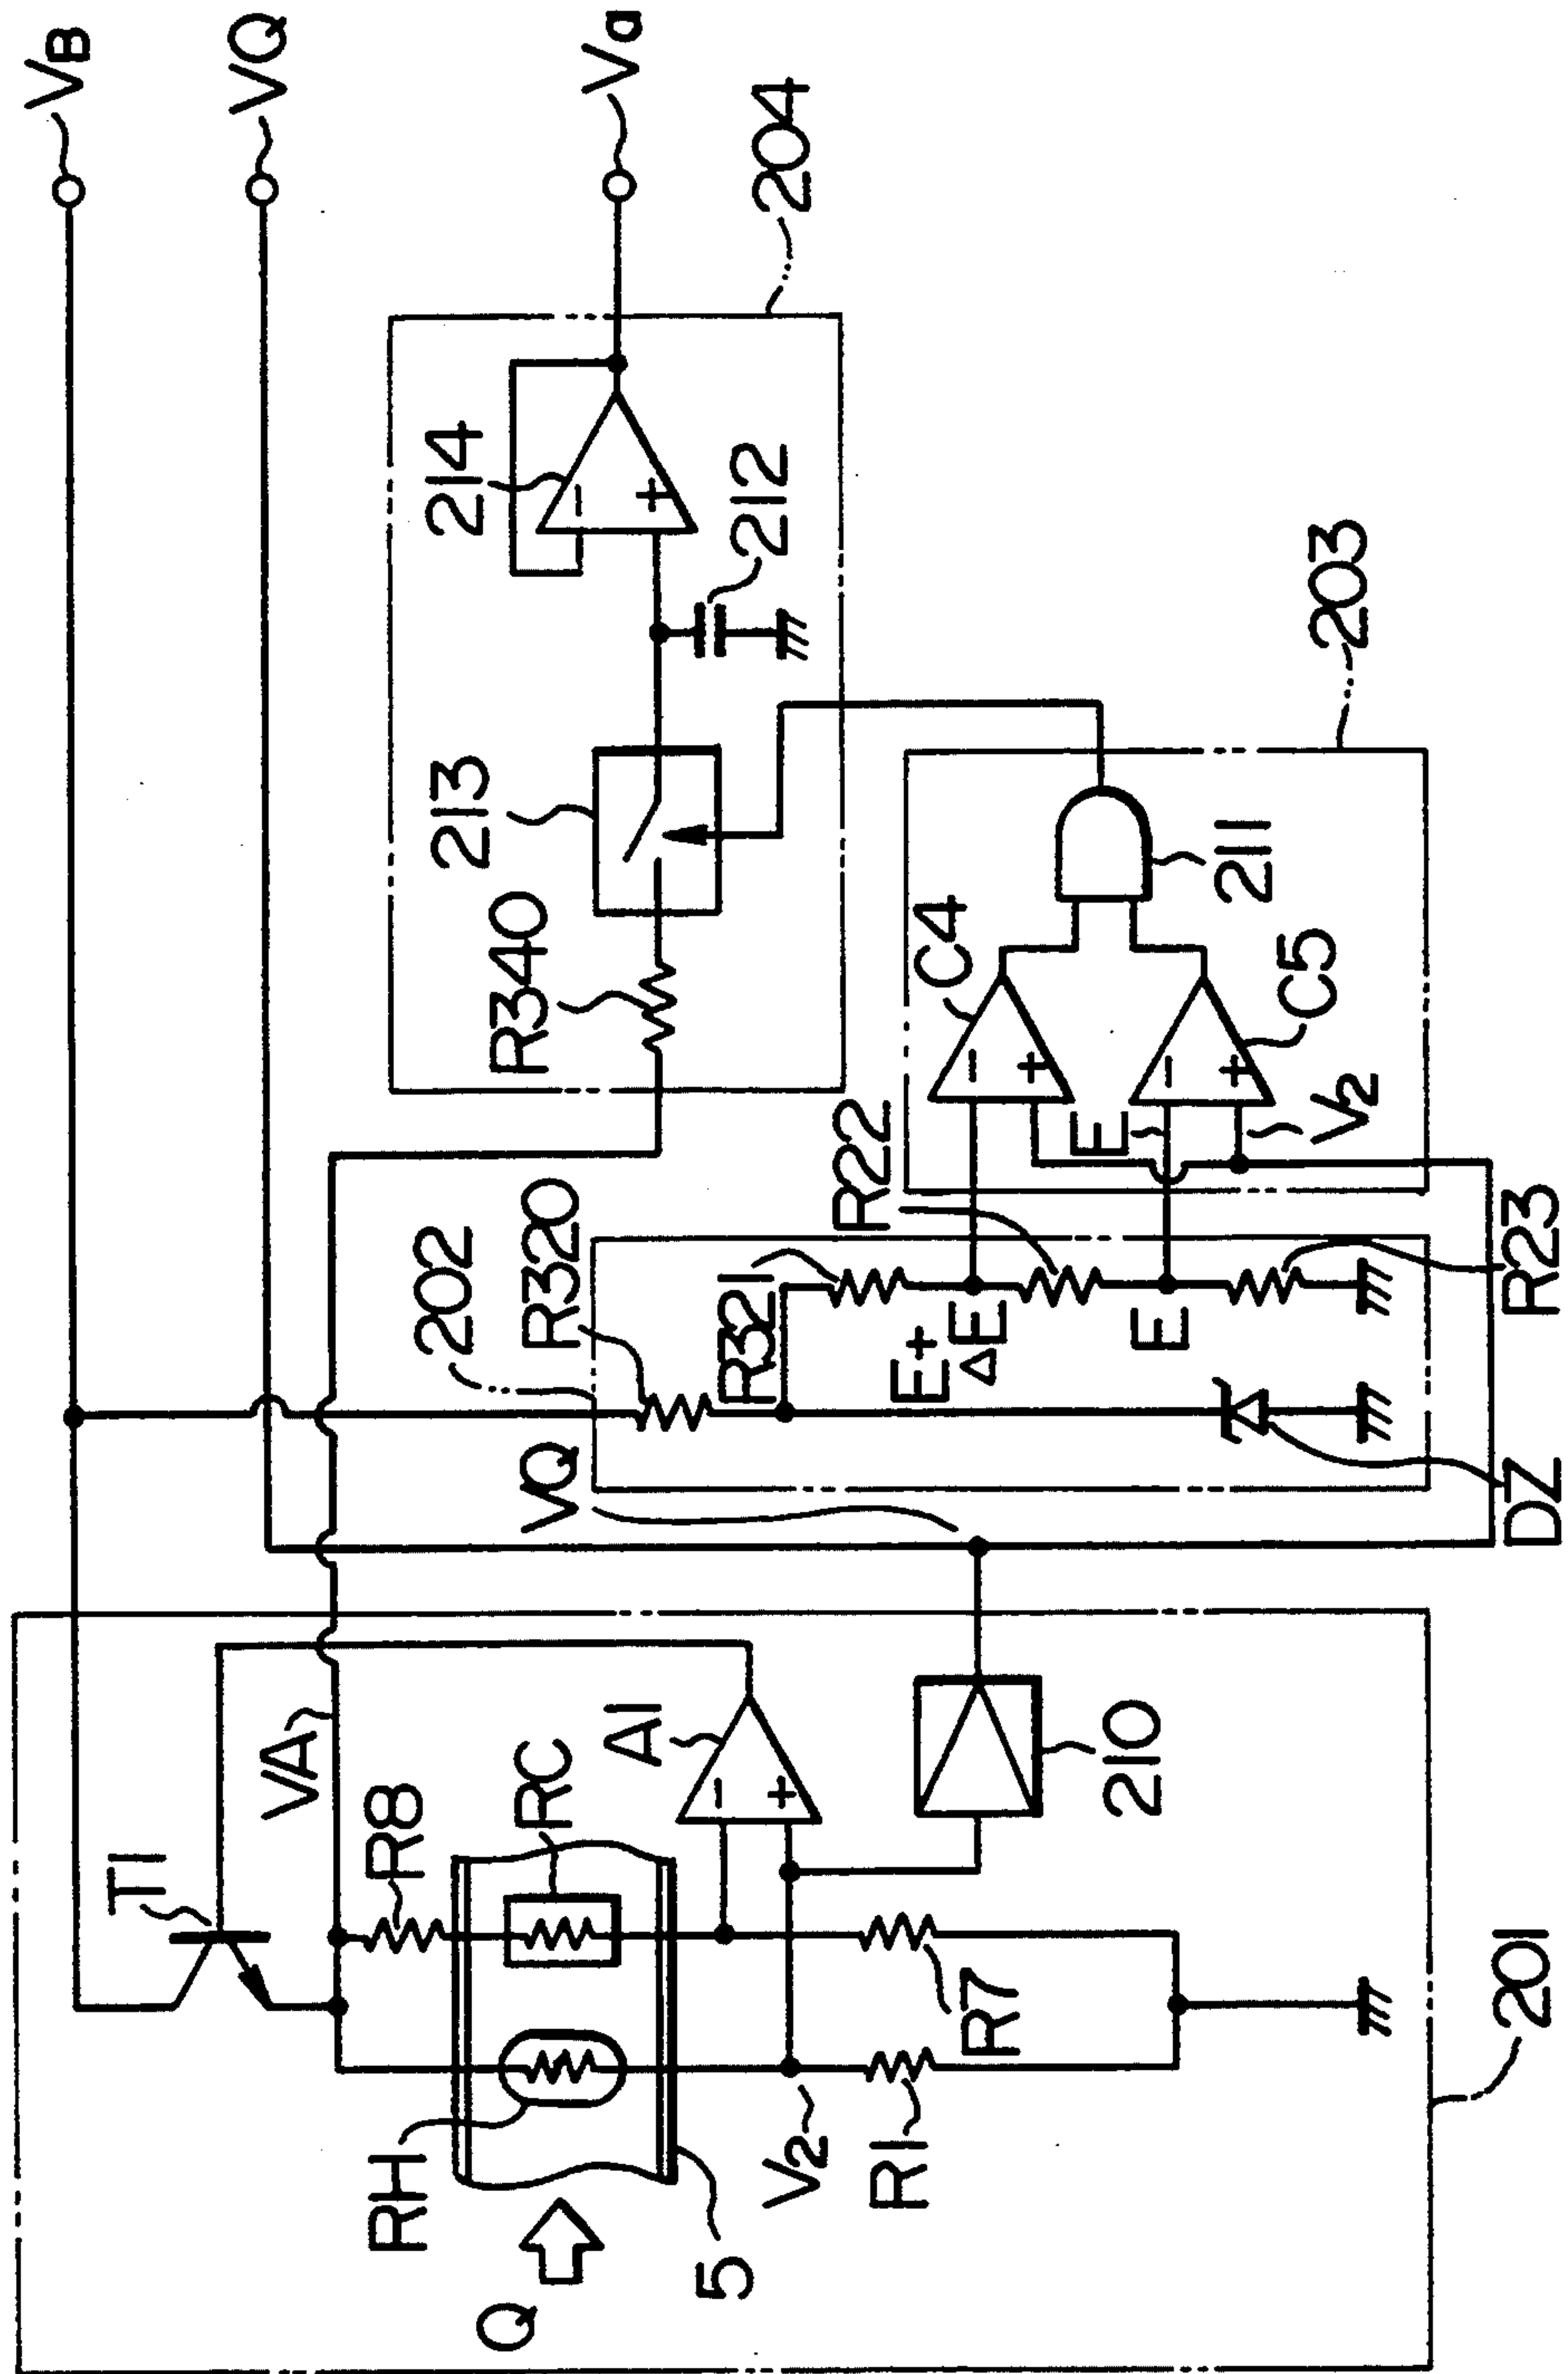 VB
VQ
Va
204
214
212
213
R340
203
211
C4
C5
E
V2
R22
R23
202
R320
R321
E+
ΔE
E
DZ
VQ
VA
T1
R8
RC
A1
210
RH
V2
R1
R7
5
Q
201